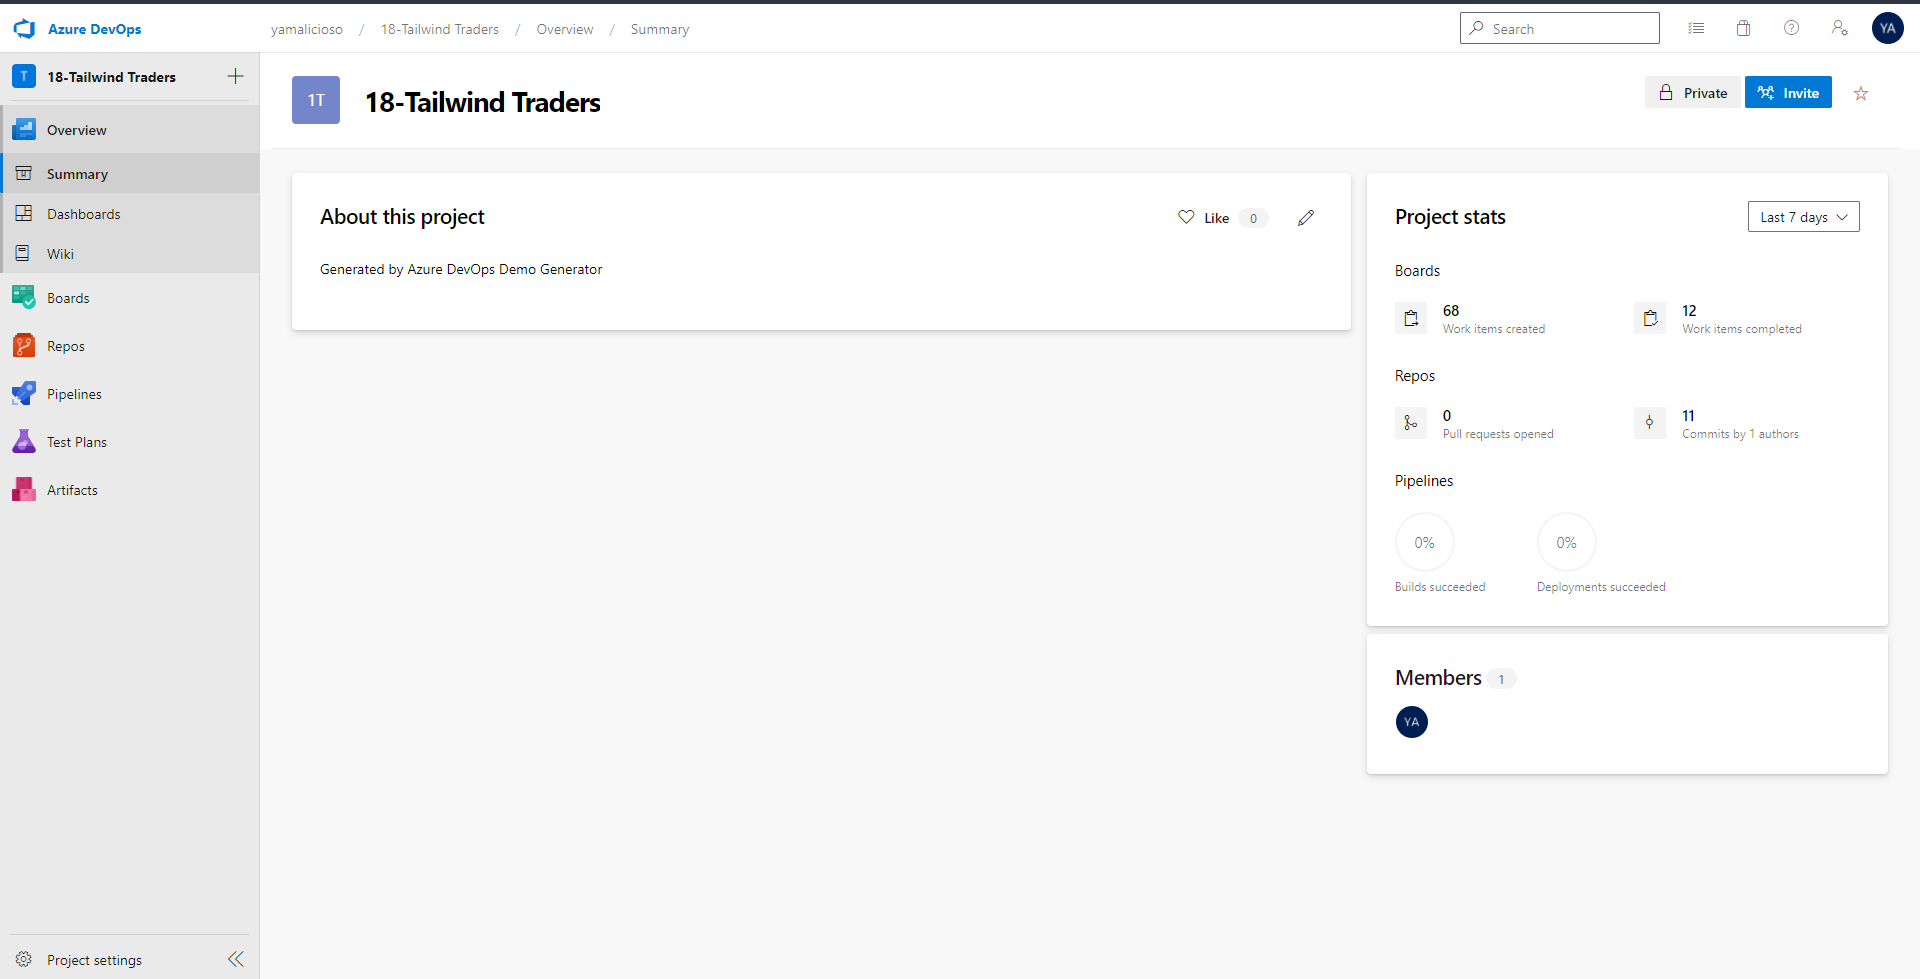 Azure DevOps
yamalicioso / 18-Tailwind Traders / Overview / Summary
Search
YA
T 18-Tailwind Traders
Overview
Summary
Dashboards
Wiki
Boards
Repos
Pipelines
Test Plans
Artifacts
Project settings
1T 18-Tailwind Traders
Private
Invite
About this project
Like 0
Generated by Azure DevOps Demo Generator
Project stats
Last 7 days
Boards
68
Work items created
12
Work items completed
Repos
0
Pull requests opened
11
Commits by 1 authors
Pipelines
0%
Builds succeeded
0%
Deployments succeeded
Members 1
YA